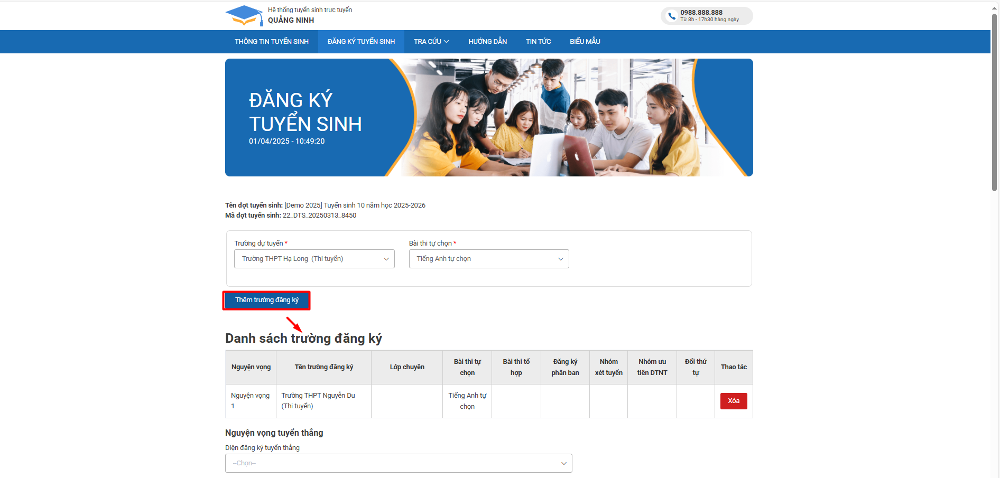 Hệ thống tuyển sinh trực tuyến
QUẢNG NINH
0988.888.888
Từ 8h - 17h30 hàng ngày
THÔNG TIN TUYỂN SINH
ĐĂNG KÝ TUYỂN SINH
TRA CỨU
HƯỚNG DẪN
TIN TỨC
BIỂU MẪU
ĐĂNG KÝ
TUYỂN SINH
01/04/2025 - 10:49:20
Tên đợt tuyển sinh: [Demo 2025] Tuyển sinh 10 năm học 2025-2026
Mã đợt tuyển sinh: 22_DTS_20250313_8450
Trường dự tuyển *
Bài thi tự chọn *
Trường THPT Hạ Long (Thi tuyển)
Tiếng Anh tự chọn
Thêm trường đăng ký
Danh sách trường đăng ký
Nguyện vọng
Tên trường đăng ký
Lớp chuyên
Bài thi tự
chọn
Bài thi tổ
hợp
Đăng ký
phân ban
Nhóm
xét tuyển
Nhóm ưu
tiên DTNT
Đổi thứ
tự
Thao tác
Nguyện vọng
1
Trường THPT Nguyễn Du
(Thi tuyển)
Tiếng Anh tự
chọn
Xóa
Nguyện vọng tuyển thẳng
Diện đăng ký tuyển thẳng
--Chọn--